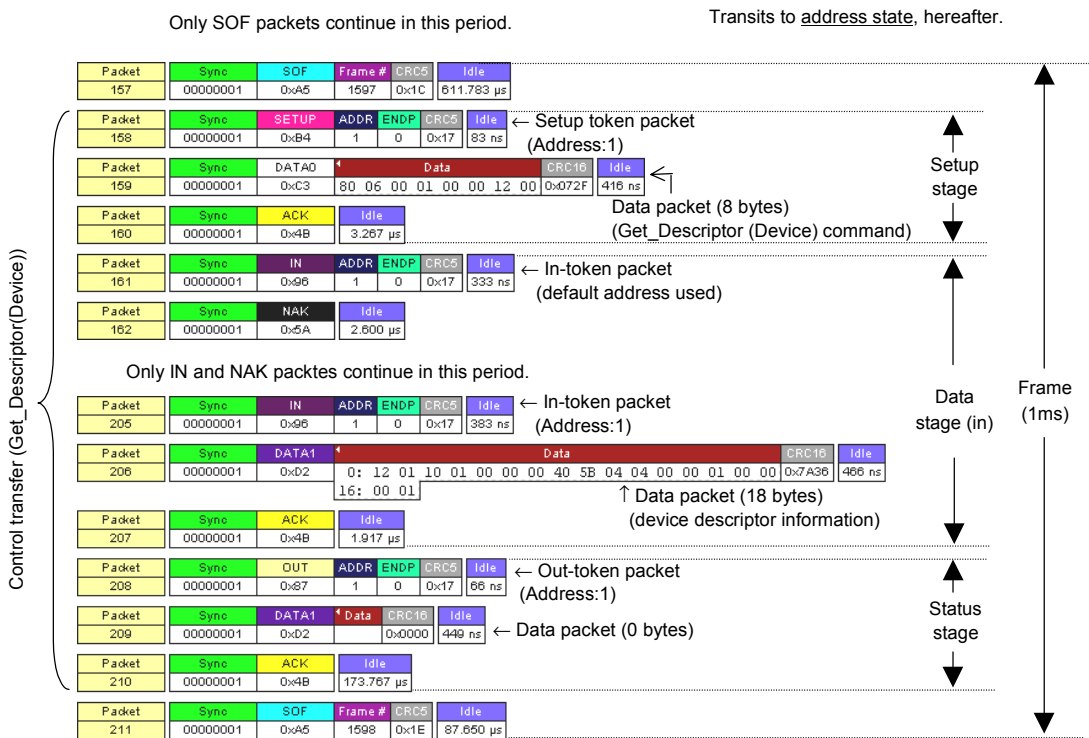 Only SOF packets continue in this period.
Transits to address state, hereafter.
Packet Sync SOF Frame # CRC5 Idle
157 00000001 0xA5 1597 0x1C 611.783 µs
Packet Sync SETUP ADDR ENDP CRC5 Idle
158 00000001 0xB4 1 0 0x17 83 ns
← Setup token packet
(Address:1)
Packet Sync DATA0 Data CRC16 Idle
159 00000001 0xC3 80 06 00 01 00 00 12 00 0x072F 416 ns
Data packet (8 bytes)
(Get_Descriptor (Device) command)
Setup
stage
Packet Sync ACK Idle
160 00000001 0x4B 3.267 µs
Packet Sync IN ADDR ENDP CRC5 Idle
161 00000001 0x96 1 0 0x17 333 ns
← In-token packet
(default address used)
Packet Sync NAK Idle
162 00000001 0x5A 2.600 µs
Control transfer (Get_Descriptor(Device))
Only IN and NAK packtes continue in this period.
Packet Sync IN ADDR ENDP CRC5 Idle
205 00000001 0x96 1 0 0x17 383 ns
← In-token packet
(Address:1)
Data
stage (in)
Frame
(1ms)
Packet Sync DATA1 Data CRC16 Idle
206 00000001 0xD2 0: 12 01 10 01 00 00 00 40 5B 04 04 00 00 01 00 00 0x7A36 466 ns
16: 00 01
↑ Data packet (18 bytes)
(device descriptor information)
Packet Sync ACK Idle
207 00000001 0x4B 1.917 µs
Packet Sync OUT ADDR ENDP CRC5 Idle
208 00000001 0x87 1 0 0x17 66 ns
← Out-token packet
(Address:1)
Packet Sync DATA1 Data CRC16 Idle
209 00000001 0xD2 0x0000 449 ns
← Data packet (0 bytes)
Status
stage
Packet Sync ACK Idle
210 00000001 0x4B 173.767 µs
Packet Sync SOF Frame # CRC5 Idle
211 00000001 0xA5 1598 0x1E 87.650 µs